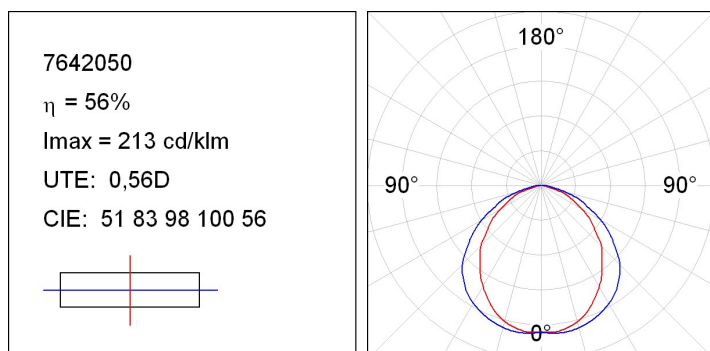 7642050
η = 56%
Imax = 213 cd/klm
UTE: 0,56D
CIE: 51 83 98 100 56
180°
90° 90°
0°